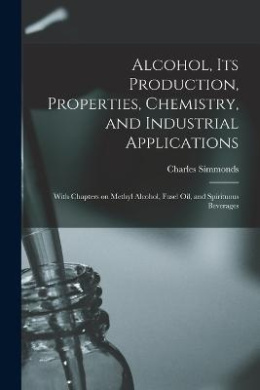 Alcohol, Its
Production,
Properties, Chemistry,
and Industrial
Applications
Charles Simmonds
With Chapters on Methyl Alcohol, Fusel Oil, and Spirituous
Beverages